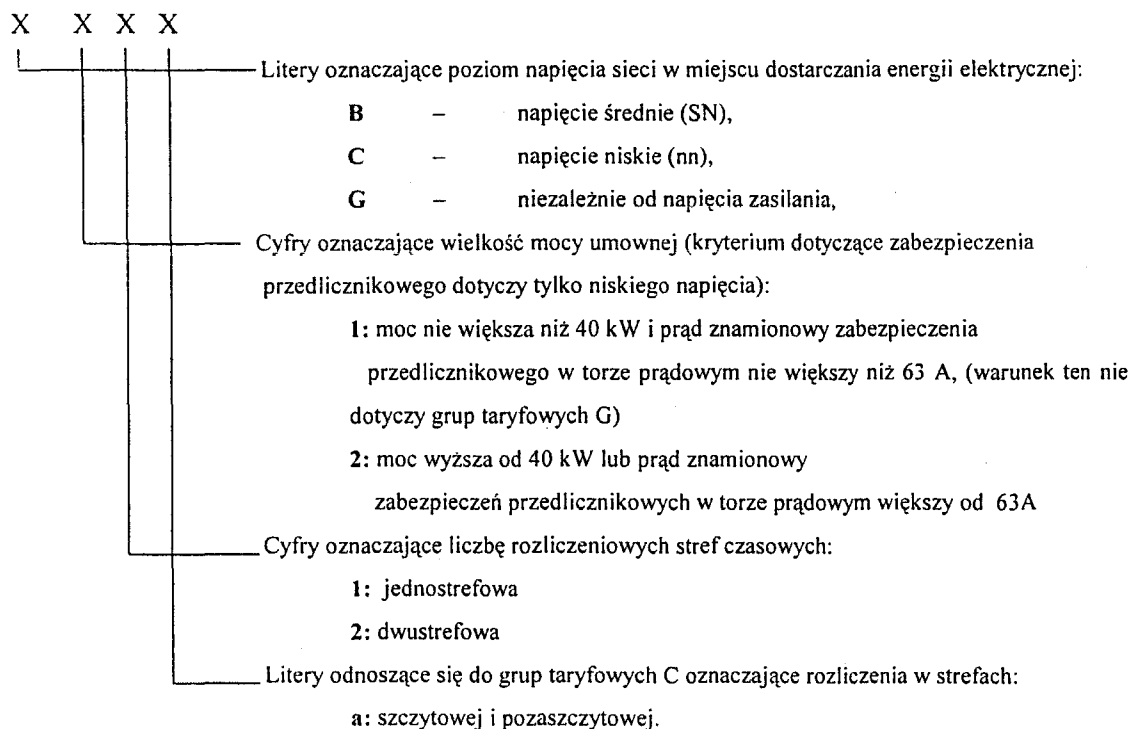 X X X X
Litery oznaczające poziom napięcia sieci w miejscu dostarczania energii elektrycznej:
B – napięcie średnie (SN),
C – napięcie niskie (nn),
G – niezależnie od napięcia zasilania,
Cyfry oznaczające wielkość mocy umownej (kryterium dotyczące zabezpieczenia
przedlicznikowego dotyczy tylko niskiego napięcia):
1: moc nie większa niż 40 kW i prąd znamionowy zabezpieczenia
przedlicznikowego w torze prądowym nie większy niż 63 A, (warunek ten nie
dotyczy grup taryfowych G)
2: moc wyższa od 40 kW lub prąd znamionowy
zabezpieczeń przedlicznikowych w torze prądowym większy od 63A
Cyfry oznaczające liczbę rozliczeniowych stref czasowych:
1: jednostrefowa
2: dwustrefowa
Litery odnoszące się do grup taryfowych C oznaczające rozliczenia w strefach:
a: szczytowej i pozaszczytowej.